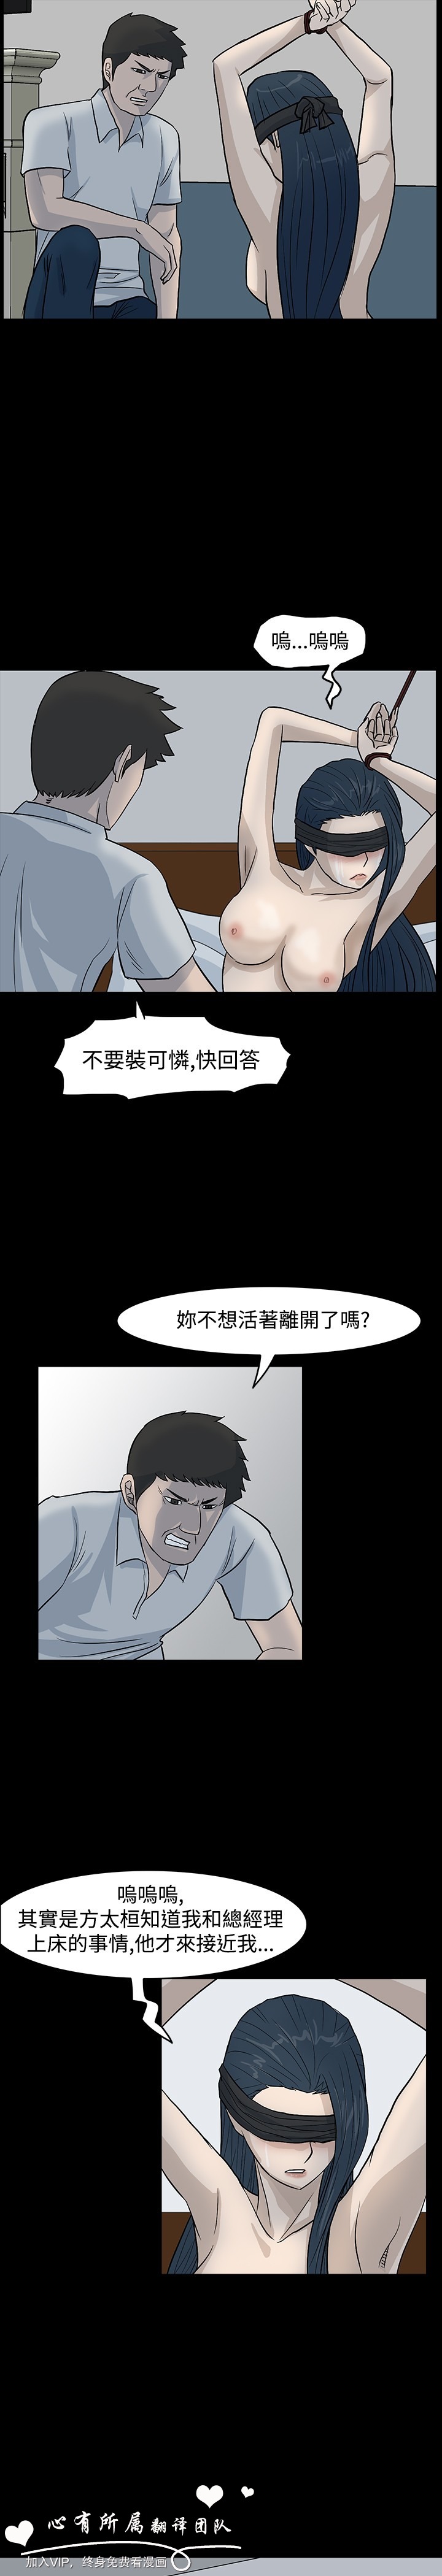 嗚...嗚嗚
不要裝可憐,快回答
妳不想活著離開了嗎?
嗚嗚嗚,
其實是方太桓知道我和總經理
上床的事情,他才來接近我...
心有所属翻译团队
加入VIP，终身免费看漫画